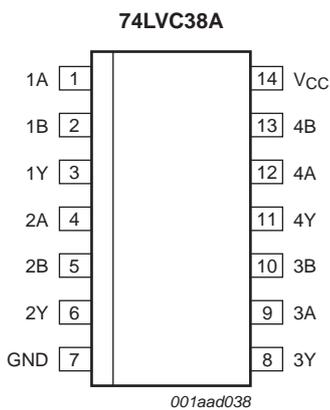 74LVC38A
1A 1 14 VCC
1B 2 13 4B
1Y 3 12 4A
2A 4 11 4Y
2B 5 10 3B
2Y 6 9 3A
GND 7 8 3Y
001aad038